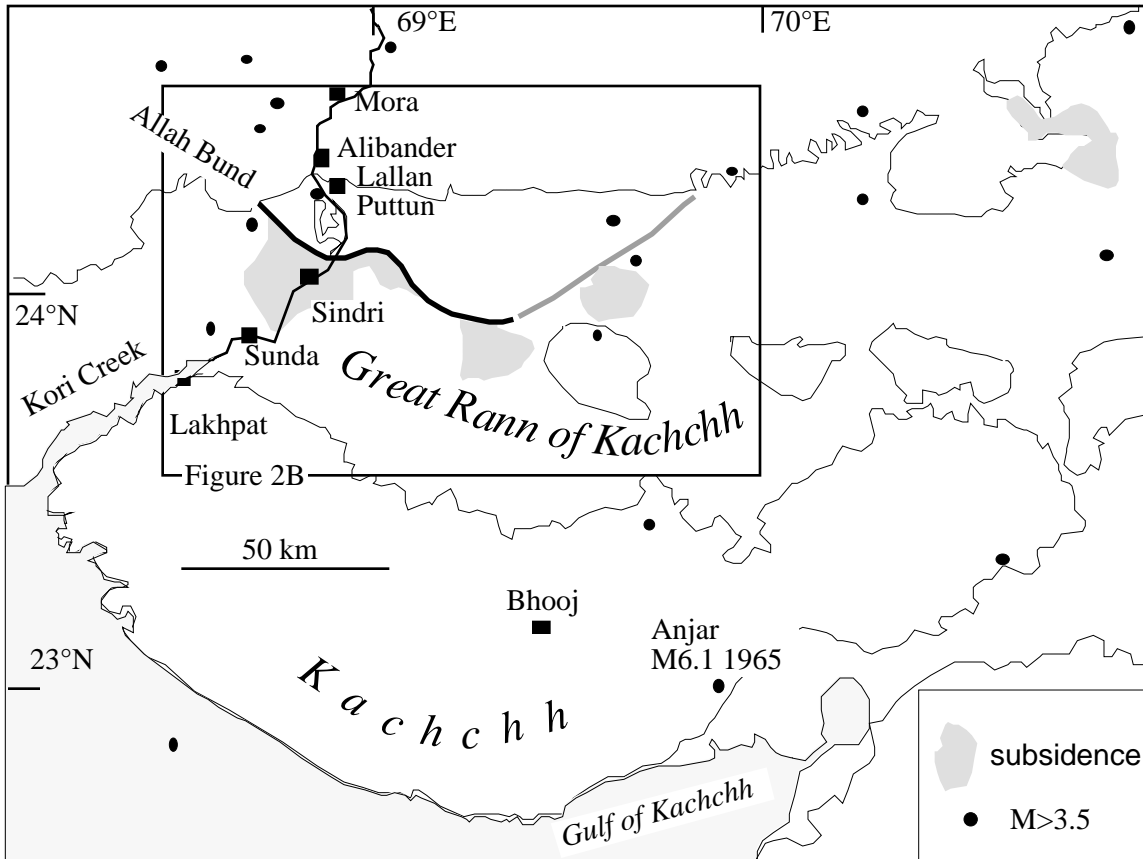 69°E
70°E
Mora
Allah Bund
Alibander
Lallan
Puttun
24°N
Sindri
Sunda
Kori Creek
Great Rann of Kachchh
Lakhpat
Figure 2B
50 km
Bhooj
Anjar
M6.1 1965
23°N
Kachchh
subsidence
Gulf of Kachchh
M>3.5